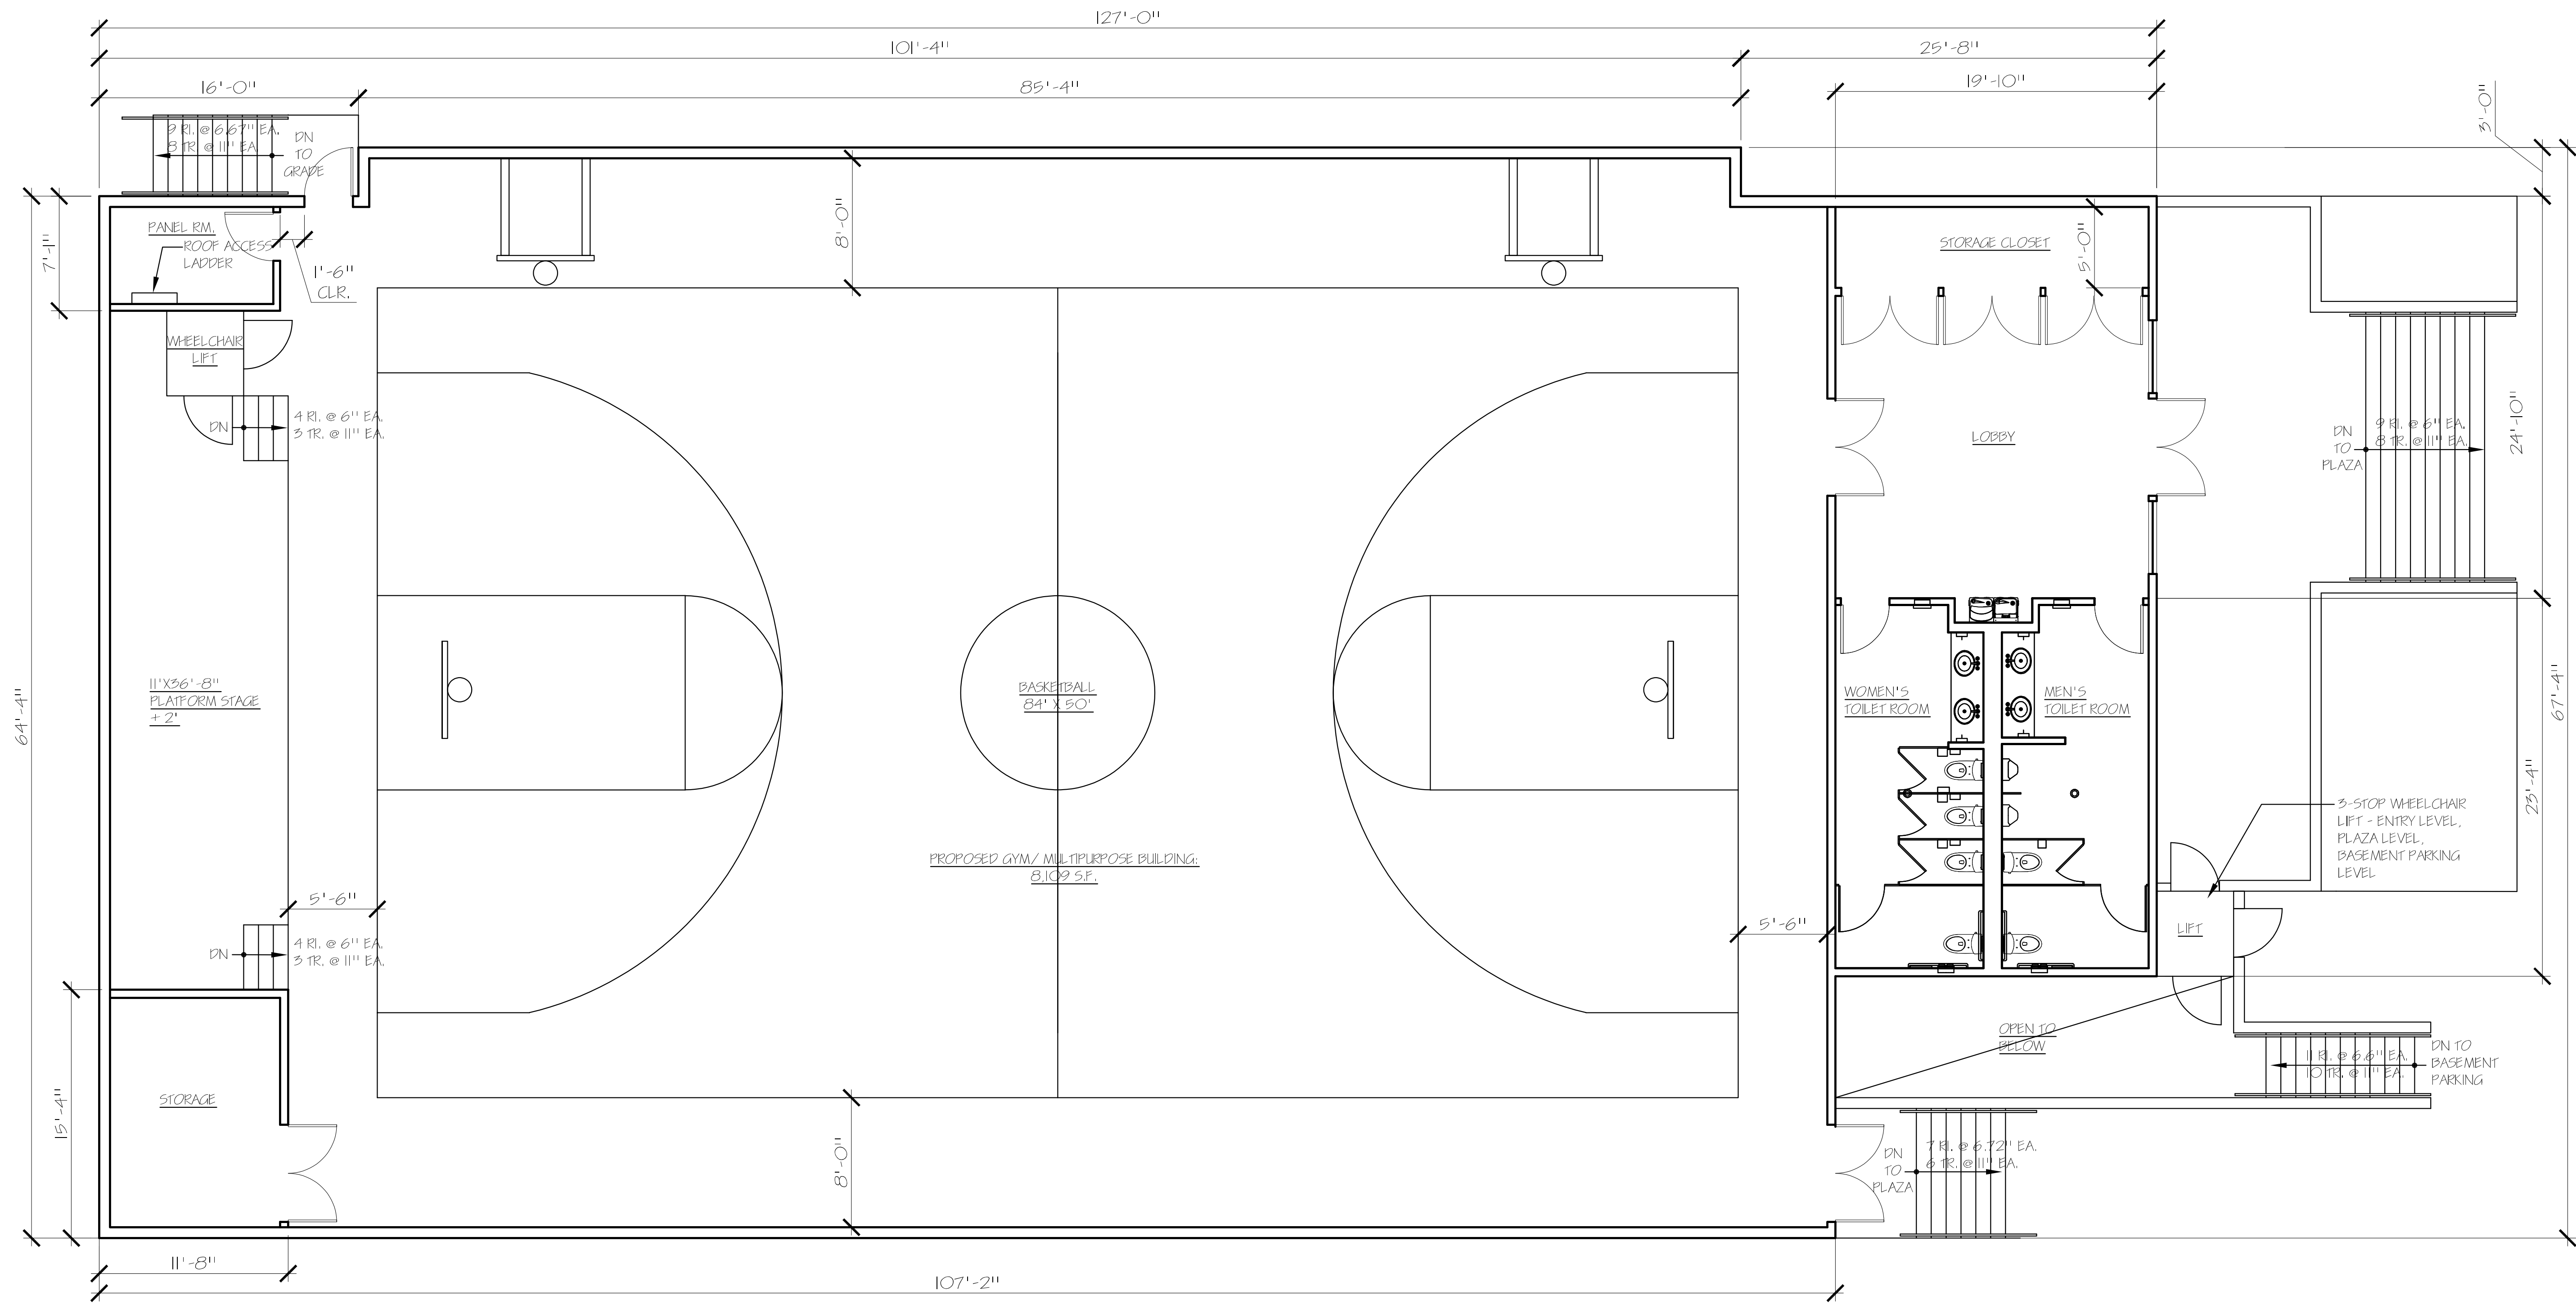 127'-0"
101'-4"
25'-8"
16'-0"
85'-4"
19'-10"
3'-0"
9 RI. @ 6.67" EA.
8 TR. @ 11" EA.
DN
TO
GRADE
PANEL RM.
ROOF ACCESS
LADDER
7'-1"
1'-6"
CLR.
8'-0"
STORAGE CLOSET
5'-0"
WHEELCHAIR
LIFT
DN
4 RI. @ 6" EA.
3 TR. @ 11" EA.
LOBBY
DN
TO
PLAZA
9 RI. @ 6" EA.
8 TR. @ 11" EA.
24'-10"
64'-4"
11'X36'-8"
PLATFORM STAGE
+ 2'
BASKETBALL
84' X 50'
WOMEN'S
TOILET ROOM
MEN'S
TOILET ROOM
67'-4"
23'-4"
3-STOP WHEELCHAIR
LIFT - ENTRY LEVEL,
PLAZA LEVEL,
BASEMENT PARKING
LEVEL
PROPOSED GYM/ MULTIPURPOSE BUILDING:
8,109 S.F.
5'-6"
5'-6"
LIFT
DN
4 RI. @ 6" EA.
3 TR. @ 11" EA.
OPEN TO
BELOW
11 RI. @ 6.6" EA.
10 TR. @ 11" EA.
DN TO
BASEMENT
PARKING
STORAGE
15'-4"
8'-0"
DN
TO
PLAZA
7 RI. @ 6.72" EA.
6 TR. @ 11" EA.
11'-8"
107'-2"